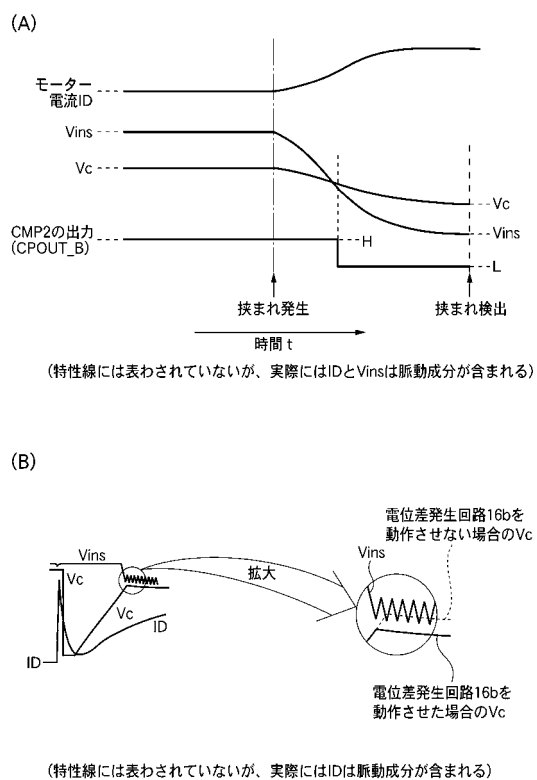 (A)
モーター
電流ID
Vins
Vc
Vc
Vins
CMP2の出力
(CPOUT_B)
H
L
挟まれ発生
挟まれ検出
時間 t
(特性線には表わされていないが、実際にはIDとVinsは脈動成分が含まれる)
(B)
電位差発生回路16bを
動作させない場合のVc
Vins
Vins
拡大
Vc
Vc
ID
ID
電位差発生回路16bを
動作させた場合のVc
(特性線には表わされていないが、実際にはIDは脈動成分が含まれる)